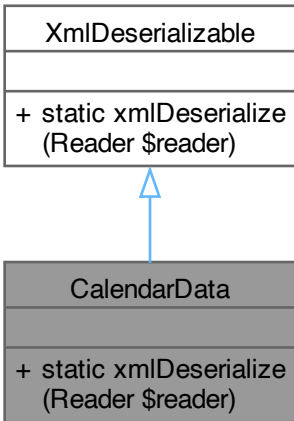 XmlDeserializable
+ static xmlDeserialize
(Reader $reader)
CalendarData
+ static xmlDeserialize
(Reader $reader)